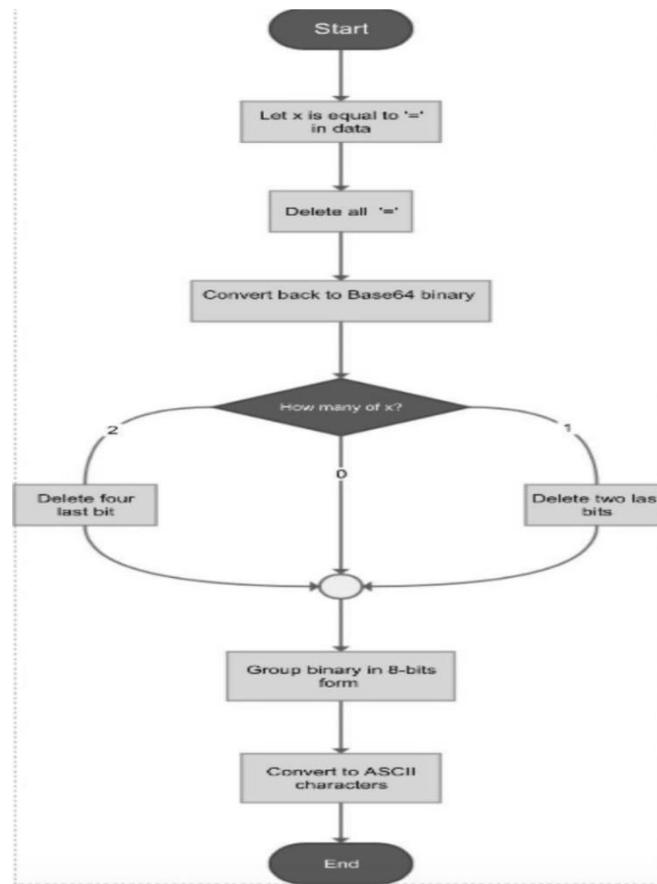 Start
Let x is equal to '='
in data
Delete all '='
Convert back to Base64 binary
How many of x?
2
0
1
Delete four
last bit
Delete two las
bits
Group binary in 8-bits
form
Convert to ASCII
characters
End